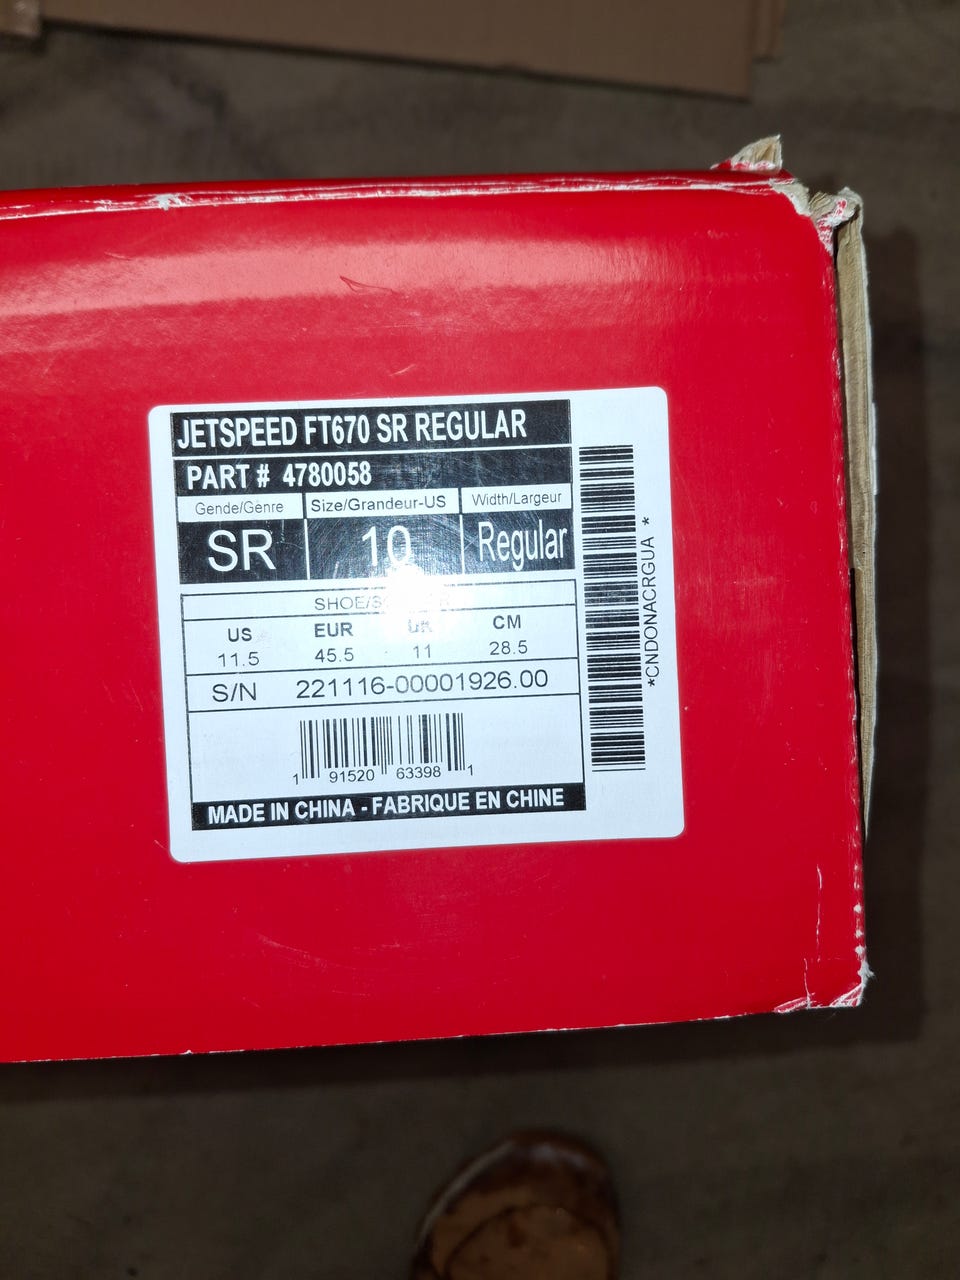 JETSPEED FT670 SR REGULAR
PART # 4780058
Gende/Genre Size/Grandeur-US Width/Largeur
SR 10 Regular
US EUR UK CM
11.5 45.5 11 28.5
S/N 221116-00001926.00
1 91520 63398 1
MADE IN CHINA - FABRIQUE EN CHINE
*CNDONACRGUA *